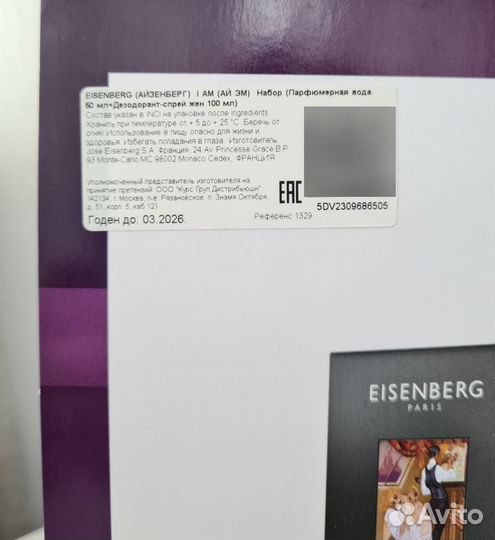 EISENBERG (АЙЗЕНБЕРГ) I AM (АЙ ЭМ) Набор (Парфюмерная вода
50 мл+Дезодорант-спрей жен 100 мл)
Состав указан в INCI на упаковке после Ingredients.
Хранить при температуре от + 5 до + 25 °C. Беречь от
огня! Использование в пищу опасно для жизни и
здоровья. Избегать попадания в глаза. Изготовитель:
Jose Eisenberg S.A. Франция, 24 Av. Princesse Grace B.P.
93 Monte-Carlo MC 98002 Monaco Cedex, ФРАНЦИЯ
Уполномоченный представитель изготовителя на
принятие претензий: ООО "Курс Груп Дистрибьюшн"
142134, г. Москва, п-е. Рязановское, п. Знамя Октября,
д. 51, корп. 5, каб 121
Годен до: 03.2026.
EAC
5DV2309686505
Референс 1329
EISENBERG
PARIS
Avito